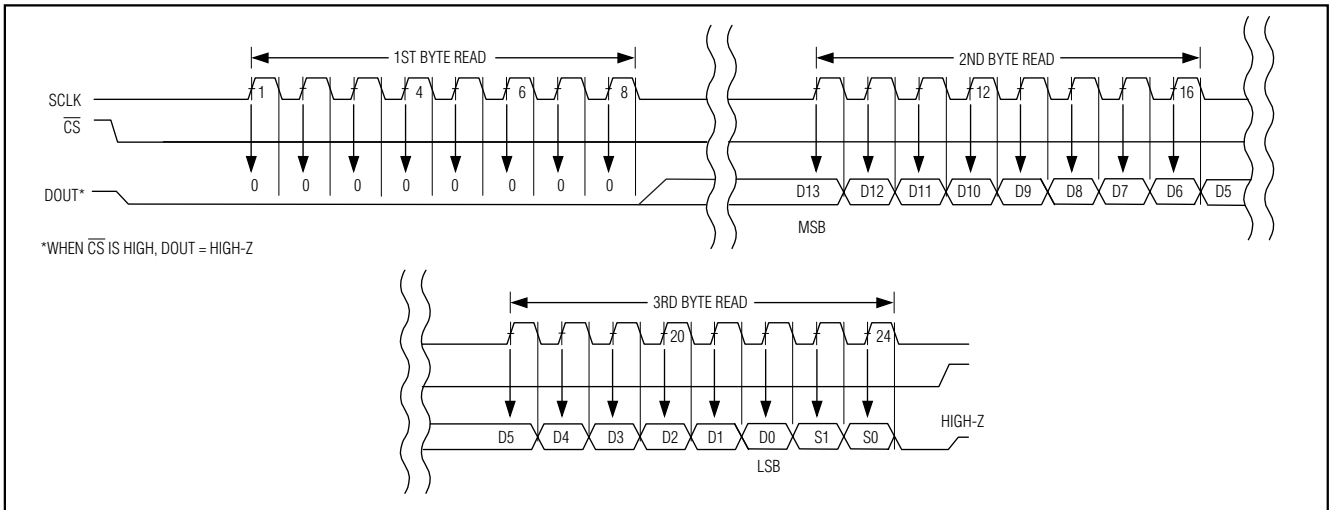 1ST BYTE READ
2ND BYTE READ
SCLK 1 4 6 8 12 16
CS
0 0 0 0 0 0 0 0
DOUT* D13 D12 D11 D10 D9 D8 D7 D6 D5
MSB
*WHEN CS IS HIGH, DOUT = HIGH-Z
3RD BYTE READ
20 24
HIGH-Z
D5 D4 D3 D2 D1 D0 S1 S0
LSB